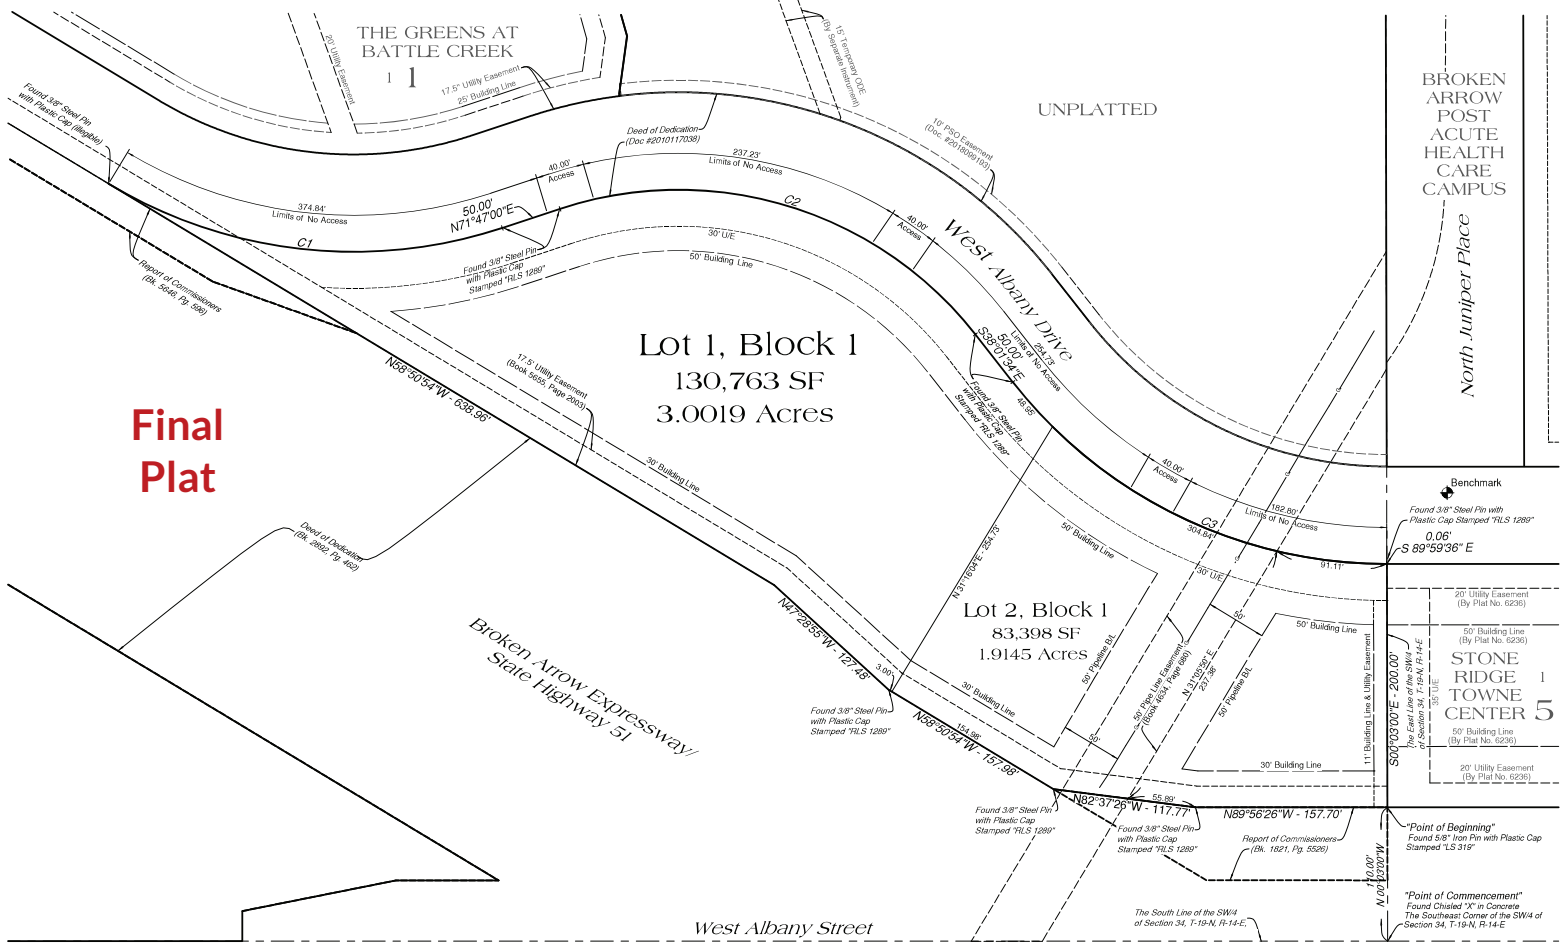 THE GREENS AT
BATTLE CREEK
1 1
20' Utility Easement
17.5' Utility Easement
25' Building Line
15' Temporary ODE
(By Separate Instrument)
UNPLATTED
BROKEN
ARROW
POST
ACUTE
HEALTH
CARE
CAMPUS
North Juniper Place
10' PSO Easement
(Doc. #2018099193)
Found 3/8" Steel Pin
with Plastic Cap (illegible)
Deed of Dedication
(Doc #2010117038)
374.84'
Limits of No Access
C1
50.00'
N71°47'00"E
40.00'
Access
237.23'
Limits of No Access
C2
40.00'
Access
West Albany Drive
30' U/E
50' Building Line
Found 3/8" Steel Pin
with Plastic Cap
Stamped "RLS 1289"
Report of Commissioners
(Bk. 5646, Pg. 596)
254.73'
Limits of No Access
50.00'
S38°01'34"E
Lot 1, Block 1
130,763 SF
3.0019 Acres
17.5' Utility Easement
(Book 5655, Page 2003)
N58°50'54"W - 638.96'
Final
Plat
Found 3/8" Steel Pin
with Plastic Cap
Stamped "RLS 1289"
48.95'
30' Building Line
40.00'
Access
182.80'
Limits of No Access
C3
304.84'
91.11'
Benchmark
Found 3/8" Steel Pin with
Plastic Cap Stamped "RLS 1289"
0.06'
S 89°59'36" E
Deed of Dedication
(Bk. 2892, Pg. 462)
N 31°16'04"E - 254.73'
50' Building Line
30' U/E
Lot 2, Block 1
83,398 SF
1.9145 Acres
50' Pipeline B/L
50' Pipe Line Easement
(Book 4634, Page 680)
N 31°05'50" E
237.36'
50'
50' Pipeline B/L
50' Building Line
11' Building Line & Utility Easement
S00°03'00"E - 200.00'
The East Line of the SW/4
of Section 34, T-19-N, R-14-E
35' U/E
20' Utility Easement
(By Plat No. 6236)
50' Building Line
(By Plat No. 6236)
STONE
RIDGE 1
TOWNE
CENTER 5
50' Building Line
(By Plat No. 6236)
20' Utility Easement
(By Plat No. 6236)
Broken Arrow Expressway/
State Highway 51
N47°28'55"W - 127.48'
3.00'
30' Building Line
Found 3/8" Steel Pin
with Plastic Cap
Stamped "RLS 1289"
154.98'
N58°50'54"W - 157.98'
50'
30' Building Line
55.89'
N82°37'26"W - 117.77'
N89°56'26"W - 157.70'
Found 3/8" Steel Pin
with Plastic Cap
Stamped "RLS 1289"
Found 3/8" Steel Pin
with Plastic Cap
Stamped "RLS 1289"
Report of Commissioners
(Bk. 1821, Pg. 5526)
"Point of Beginning"
Found 5/8" Iron Pin with Plastic Cap
Stamped "LS 319"
110.00'
N 00°03'00"W
"Point of Commencement"
Found Chisled "X" in Concrete
The Southeast Corner of the SW/4 of
Section 34, T-19-N, R-14-E
The South Line of the SW/4
of Section 34, T-19-N, R-14-E,
West Albany Street